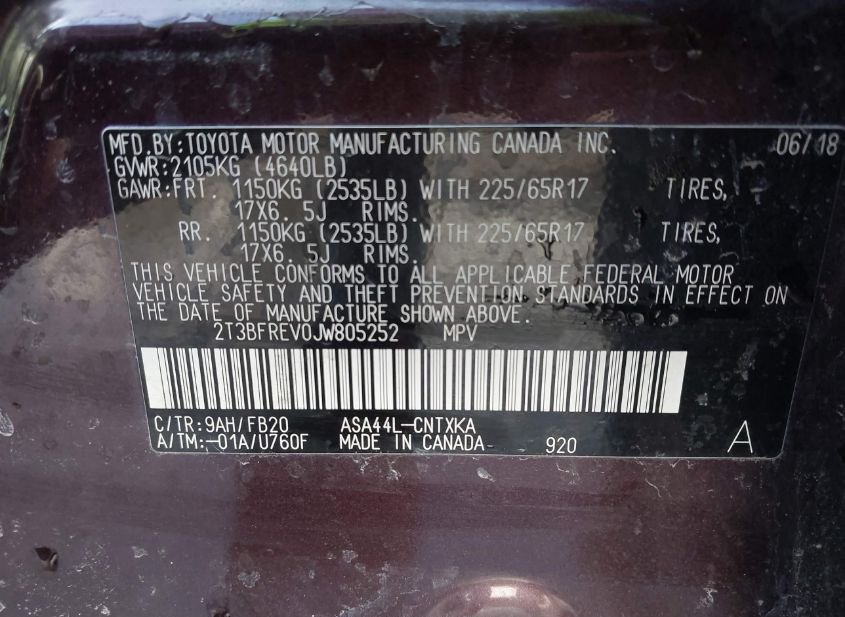 MFD.BY:TOYOTA MOTOR MANUFACTURING CANADA INC. 06/18
GVWR:2105KG (4640LB)
GAWR:FRT. 1150KG (2535LB) WITH 225/65R17 TIRES,
17X6.5J RIMS.
RR. 1150KG (2535LB) WITH 225/65R17 TIRES,
17X6.5J RIMS.
THIS VEHICLE CONFORMS TO ALL APPLICABLE FEDERAL MOTOR
VEHICLE SAFETY AND THEFT PREVENTION STANDARDS IN EFFECT ON
THE DATE OF MANUFACTURE SHOWN ABOVE.
2T3BFREV0JW805252 MPV
C/TR:9AH/FB20 ASA44L-CNTXKA
A/TM:-01A/U760F MADE IN CANADA- 920 A